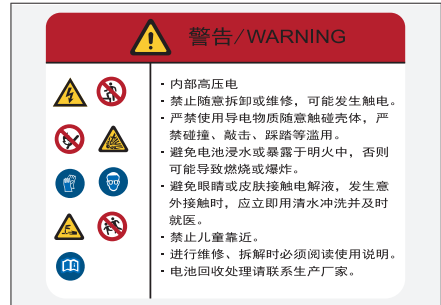 警告/WARNING
· 内部高压电
· 禁止随意拆卸或维修，可能发生触电。
· 严禁使用导电物质随意触碰壳体，严
禁碰撞、敲击、踩踏等滥用。
· 避免电池浸水或暴露于明火中，否则
可能导致燃烧或爆炸。
· 避免眼睛或皮肤接触电解液，发生意
外接触时，应立即用清水冲洗并及时
就医。
· 禁止儿童靠近。
· 进行维修、拆解时必须阅读使用说明。
· 电池回收处理请联系生产厂家。